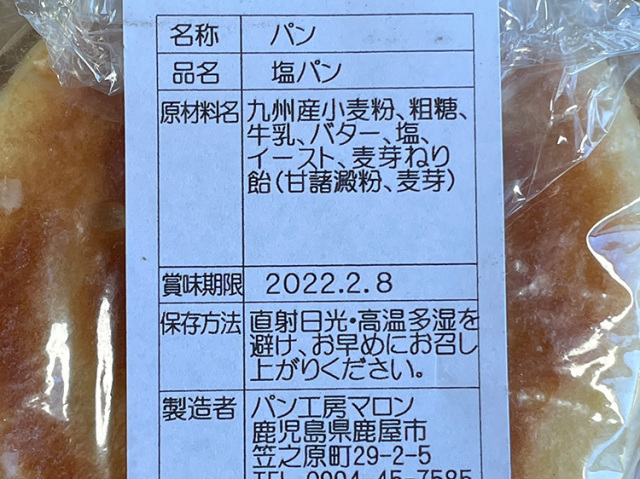 名称 パン
品名 塩パン
原材料名 九州産小麦粉、粗糖、
牛乳、バター、塩、
イースト、麦芽ねり
飴(甘藷澱粉、麦芽)
賞味期限 2022.2.8
保存方法 直射日光・高温多湿を
避け、お早めにお召し
上がりください。
製造者 パン工房マロン
鹿児島県鹿屋市
笠之原町29-2-5
TEL 0994-45-7585